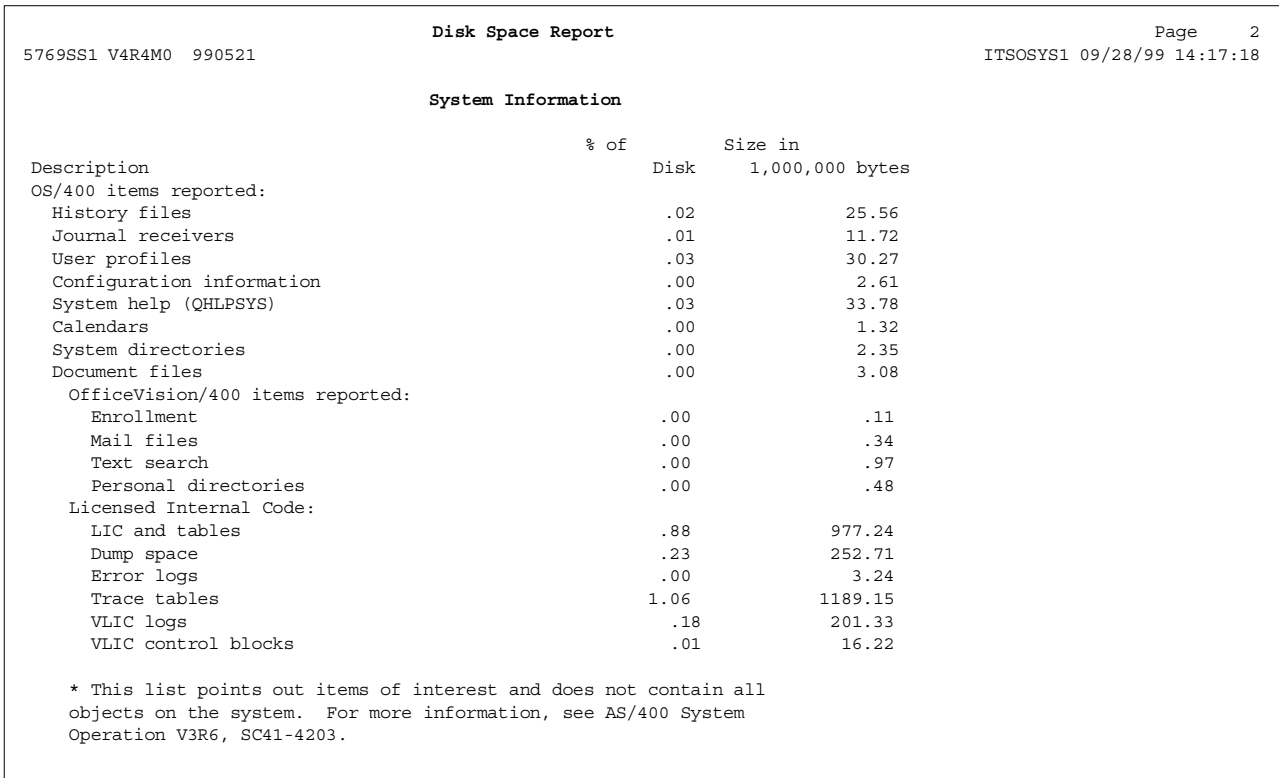 Disk Space Report Page 2
5769SS1 V4R4M0 990521 ITSOSYS1 09/28/99 14:17:18
System Information
% of Size in
Description Disk 1,000,000 bytes
OS/400 items reported:
History files .02 25.56
Journal receivers .01 11.72
User profiles .03 30.27
Configuration information .00 2.61
System help (QHLPSYS) .03 33.78
Calendars .00 1.32
System directories .00 2.35
Document files .00 3.08
OfficeVision/400 items reported:
Enrollment .00 .11
Mail files .00 .34
Text search .00 .97
Personal directories .00 .48
Licensed Internal Code:
LIC and tables .88 977.24
Dump space .23 252.71
Error logs .00 3.24
Trace tables 1.06 1189.15
VLIC logs .18 201.33
VLIC control blocks .01 16.22
* This list points out items of interest and does not contain all
objects on the system. For more information, see AS/400 System
Operation V3R6, SC41-4203.